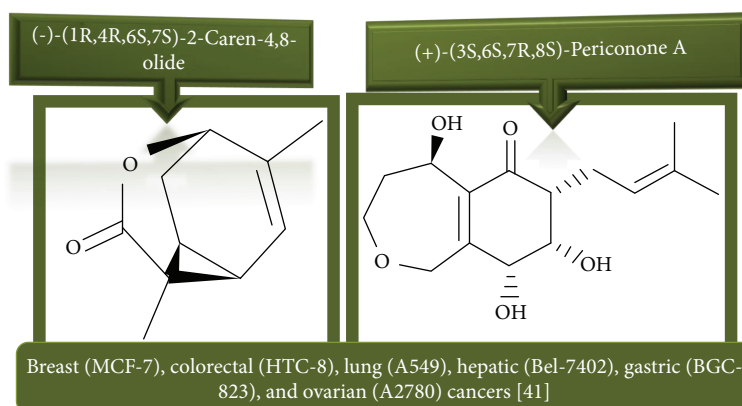 (-)-(1R,4R,6S,7S)-2-Caren-4,8-
olide
(+)-(3S,6S,7R,8S)-Periconone A
O
O
OH
O
O
OH
OH
Breast (MCF-7), colorectal (HTC-8), lung (A549), hepatic (Bel-7402), gastric (BGC-
823), and ovarian (A2780) cancers [41]